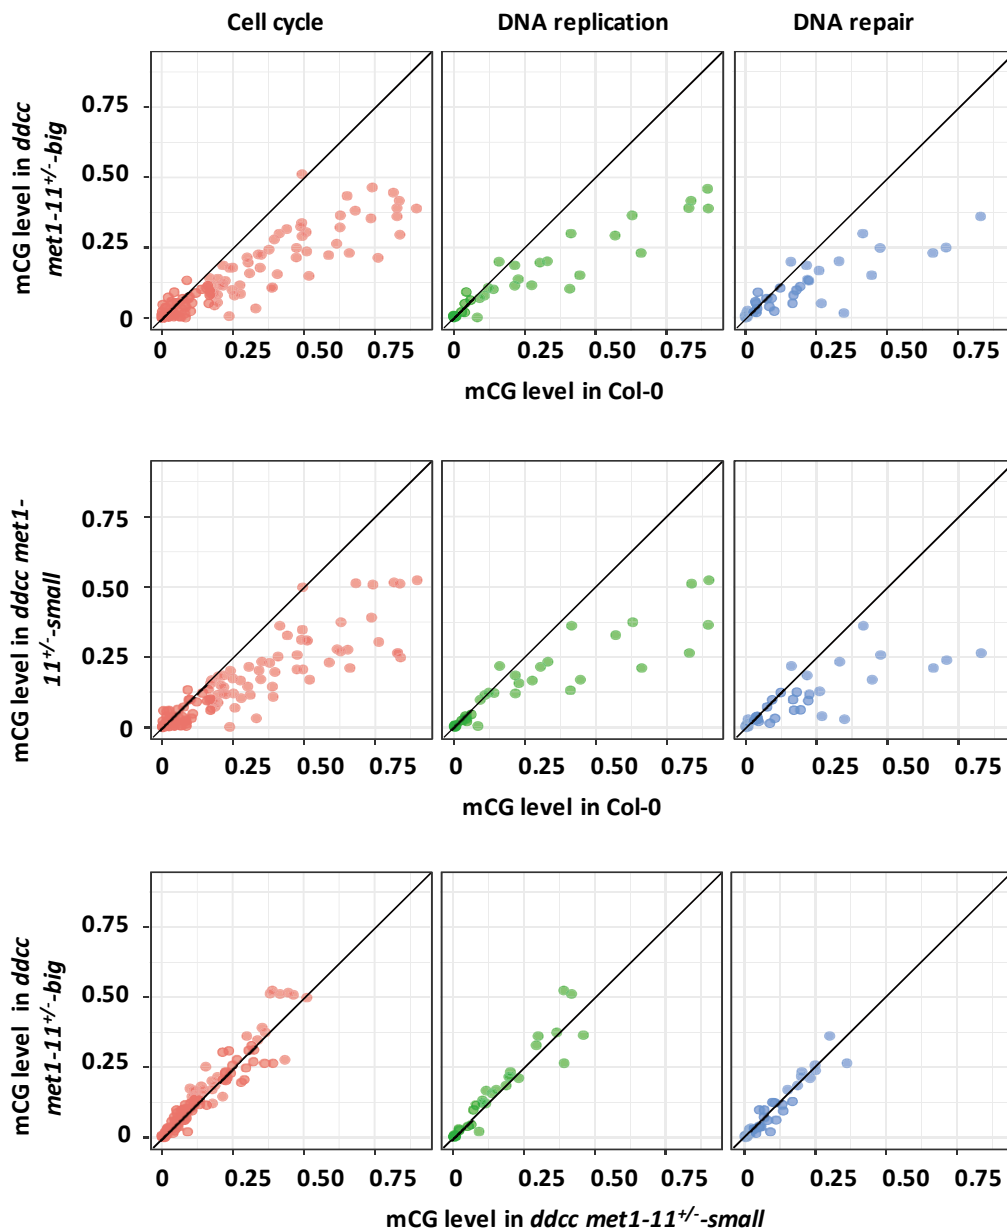 Cell cycle DNA replication DNA repair
mCG level in ddcc
met1-11+/--big
0.75
0.50
0.25
0
0 0.25 0.50 0.75 0 0.25 0.50 0.75 0 0.25 0.50 0.75
mCG level in Col-0
mCG level in ddcc met1-
11+/--small
0.75
0.50
0.25
0
0 0.25 0.50 0.75 0 0.25 0.50 0.75 0 0.25 0.50 0.75
mCG level in Col-0
mCG level in ddcc
met1-11+/--big
0.75
0.50
0.25
0
0 0.25 0.50 0.75 0 0.25 0.50 0.75 0 0.25 0.50 0.75
mCG level in ddcc met1-11+/--small